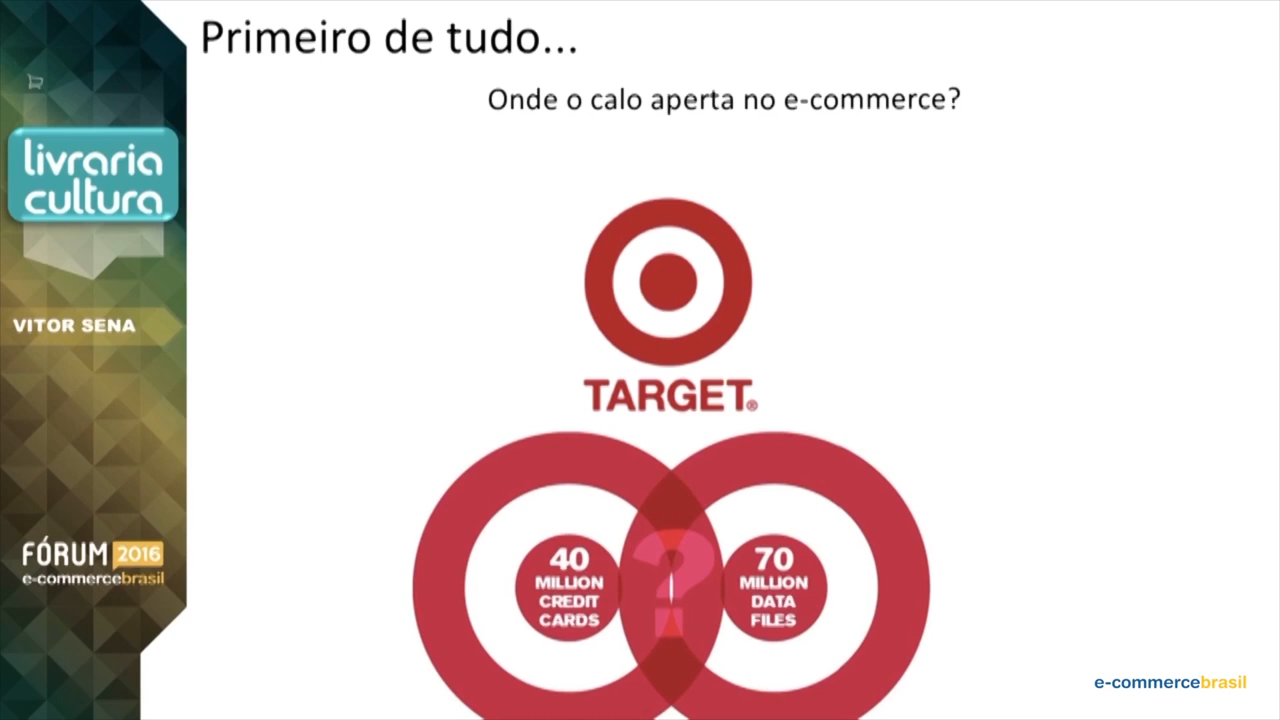 Primeiro de tudo...
Onde o calo aperta no e-commerce?
livraria
cultura
VITOR SENA
FÓRUM 2016
e-commercebrasil
TARGET®
40
MILLION
CREDIT
CARDS
?
70
MILLION
DATA
FILES
e-commercebrasil